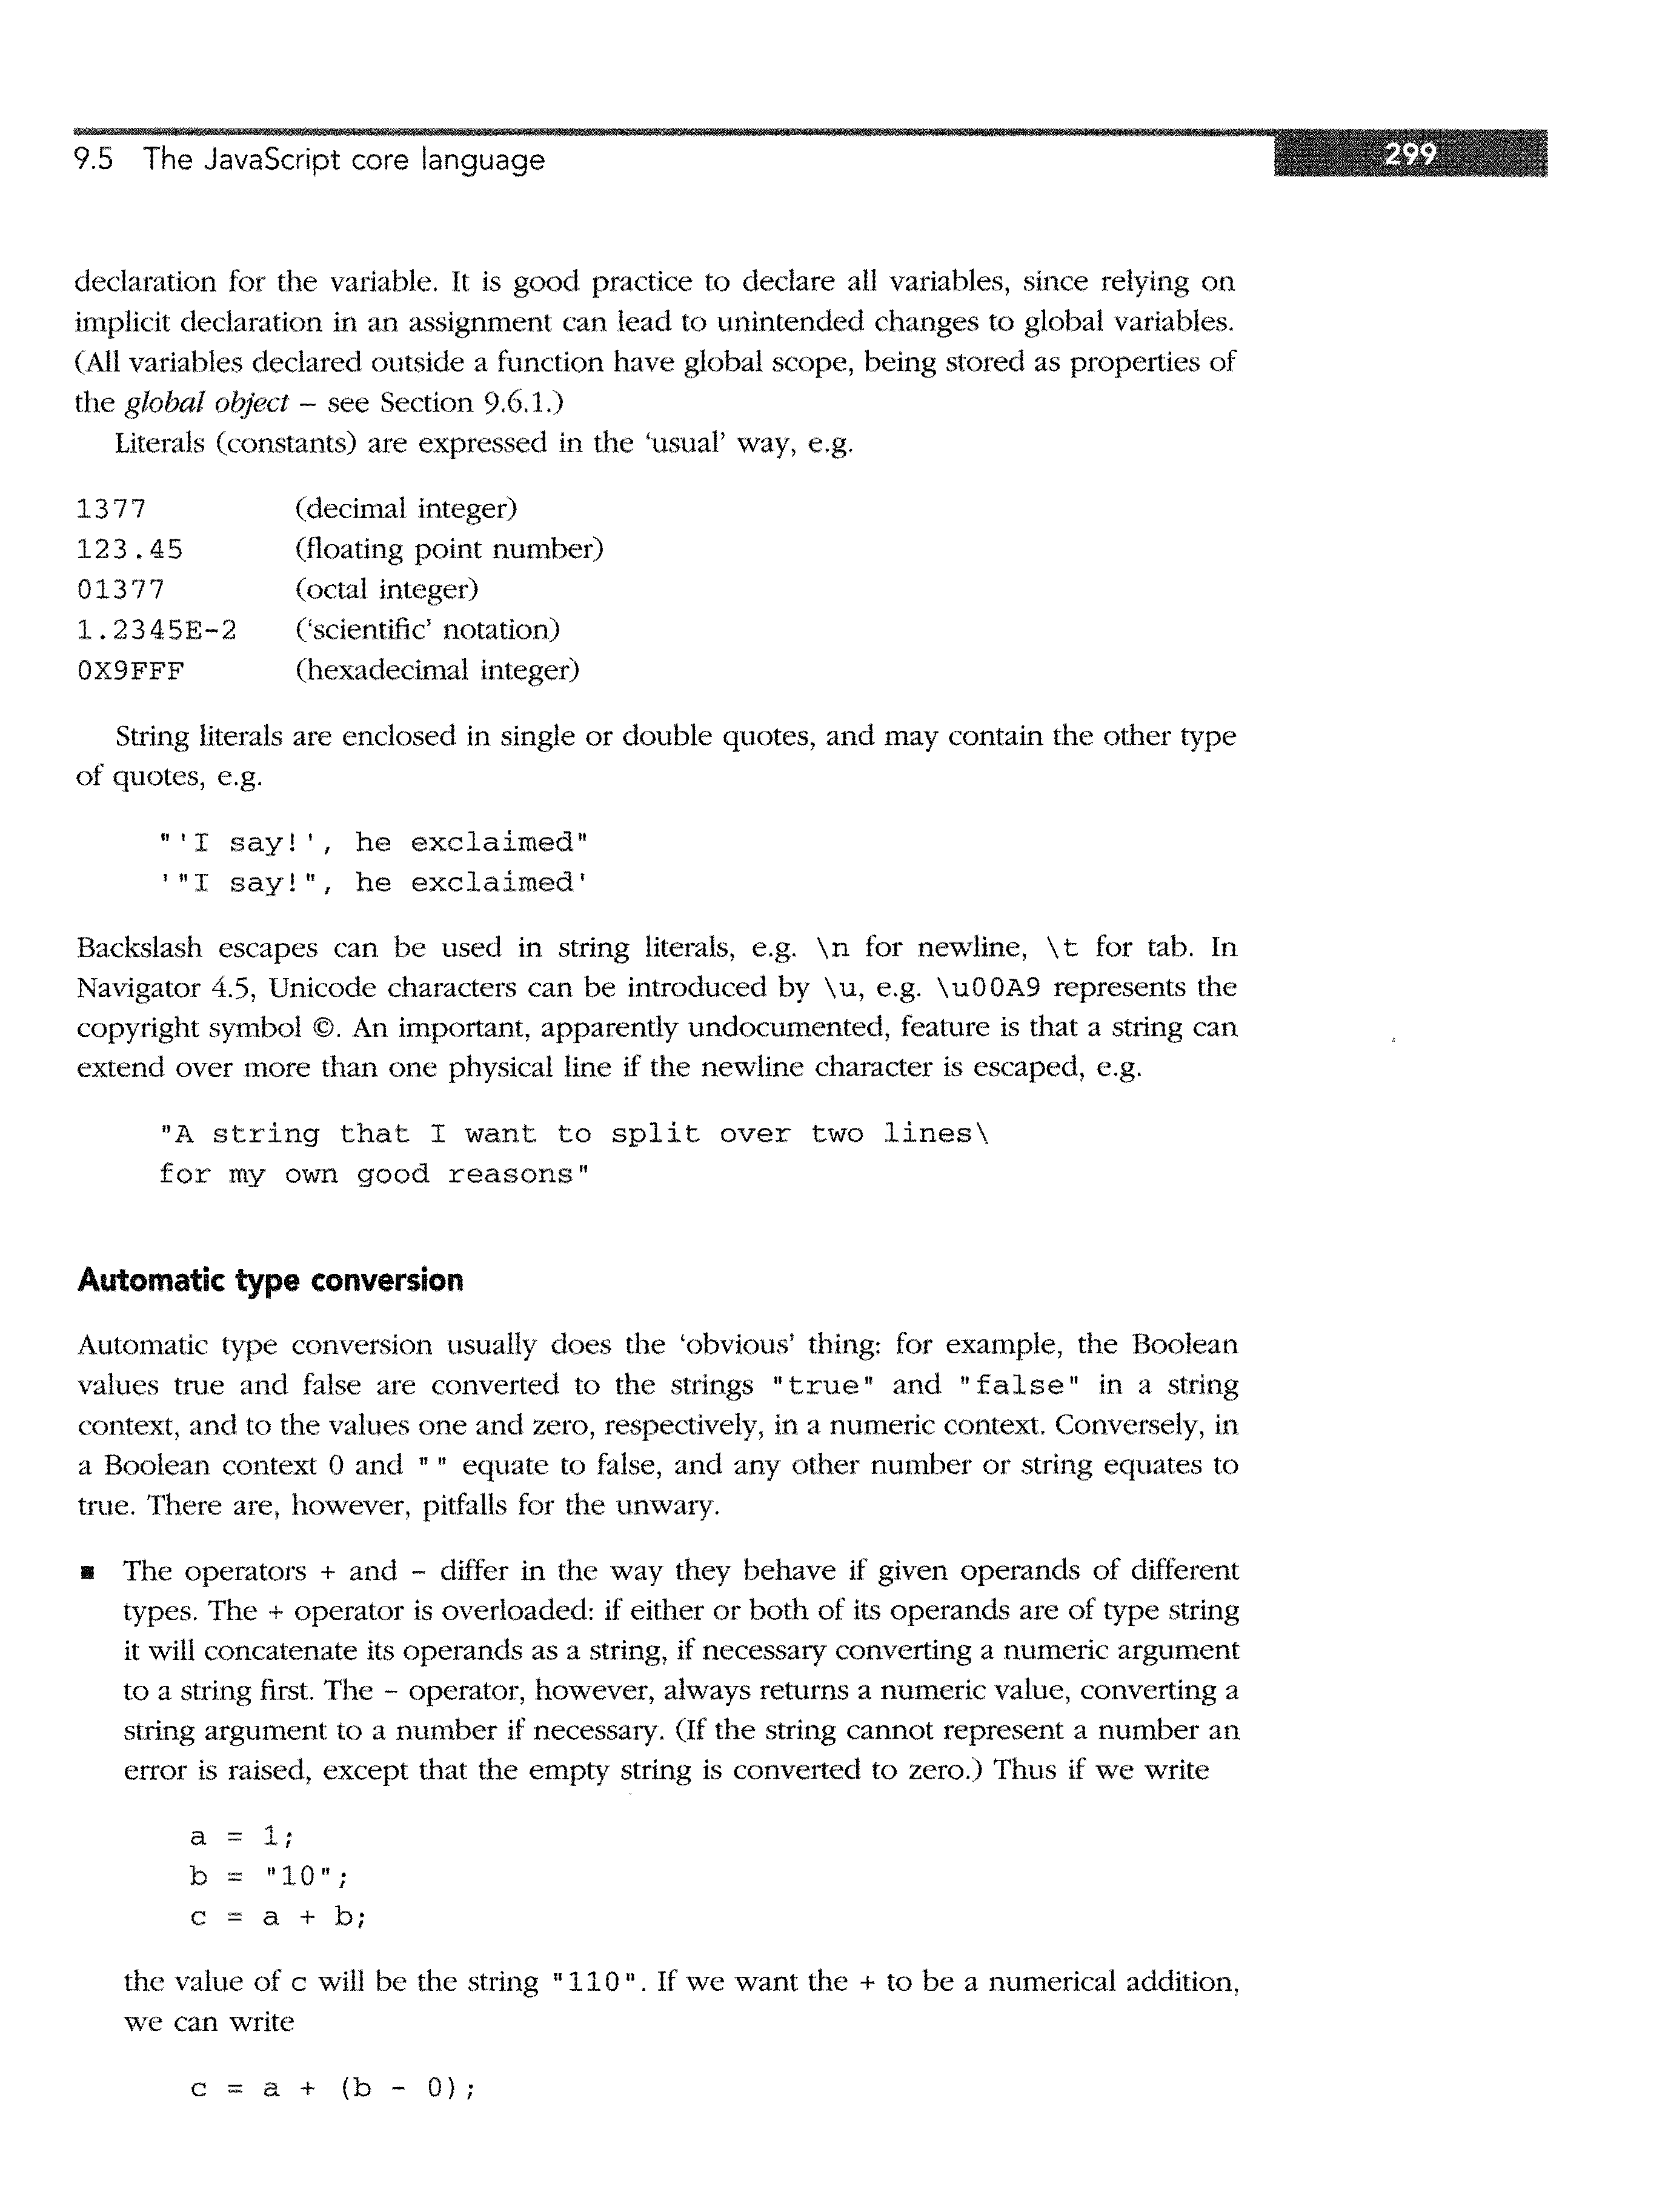 9.5 The JavaScript core language
299
declaration for the variable. It is good practice to declare all variables, since relying on
implicit declaration in an assignment can lead to unintended changes to global variables.
(All variables declared outside a function have global scope, being stored as properties of
the global object – see Section 9.6.1.)
Literals (constants) are expressed in the ‘usual’ way, e.g.
1377 (decimal integer)
123.45 (floating point number)
01377 (octal integer)
1.2345E-2 (‘scientific’ notation)
0X9FFF (hexadecimal integer)
String literals are enclosed in single or double quotes, and may contain the other type
of quotes, e.g.
"'I say!', he exclaimed"
'"I say!", he exclaimed'
Backslash escapes can be used in string literals, e.g. \n for newline, \t for tab. In
Navigator 4.5, Unicode characters can be introduced by \u, e.g. \u00A9 represents the
copyright symbol ©. An important, apparently undocumented, feature is that a string can
extend over more than one physical line if the newline character is escaped, e.g.
"A string that I want to split over two lines\
for my own good reasons"
Automatic type conversion
Automatic type conversion usually does the ‘obvious’ thing: for example, the Boolean
values true and false are converted to the strings "true" and "false" in a string
context, and to the values one and zero, respectively, in a numeric context. Conversely, in
a Boolean context 0 and "" equate to false, and any other number or string equates to
true. There are, however, pitfalls for the unwary.
■ The operators + and – differ in the way they behave if given operands of different
types. The + operator is overloaded: if either or both of its operands are of type string
it will concatenate its operands as a string, if necessary converting a numeric argument
to a string first. The – operator, however, always returns a numeric value, converting a
string argument to a number if necessary. (If the string cannot represent a number an
error is raised, except that the empty string is converted to zero.) Thus if we write
a = 1;
b = "10";
c = a + b;
the value of c will be the string "110". If we want the + to be a numerical addition,
we can write
c = a + (b - 0);